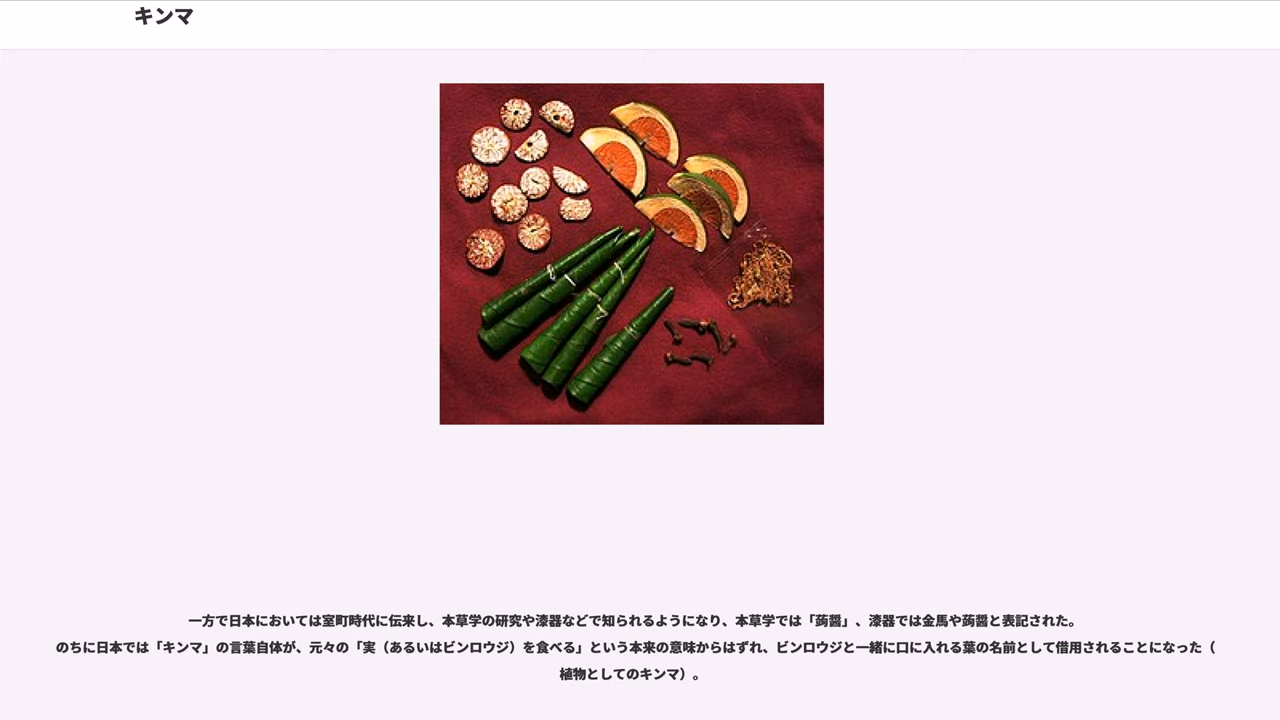 キンマ
一方で日本においては室町時代に伝来し、本草学の研究や漆器などで知られるようになり、本草学では「蒟醤」、漆器では金馬や蒟醤と表記された。
のちに日本では「キンマ」の言葉自体が、元々の「実（あるいはビンロウジ）を食べる」という本来の意味からはずれ、ビンロウジと一緒に口に入れる葉の名前として借用されることになった（
植物としてのキンマ）。